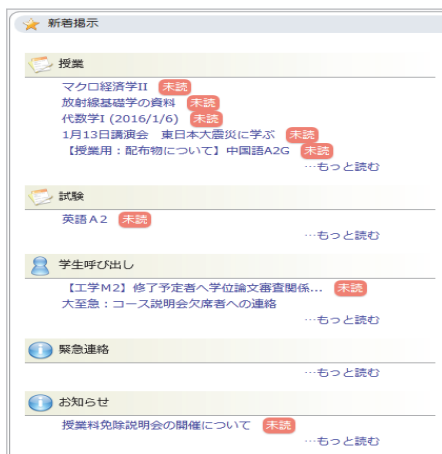 新着掲示
授業
マクロ経済学II 未読
放射線基礎学の資料 未読
代数学I (2016/1/6) 未読
1月13日講演会 東日本大震災に学ぶ 未読
【授業用：配布物について】中国語A2G 未読
…もっと読む
試験
英語A2 未読
…もっと読む
学生呼び出し
【工学M2】修了予定者へ学位論文審査関係... 未読
大至急：コース説明会欠席者への連絡
…もっと読む
緊急連絡
…もっと読む
お知らせ
授業料免除説明会の開催について 未読
…もっと読む